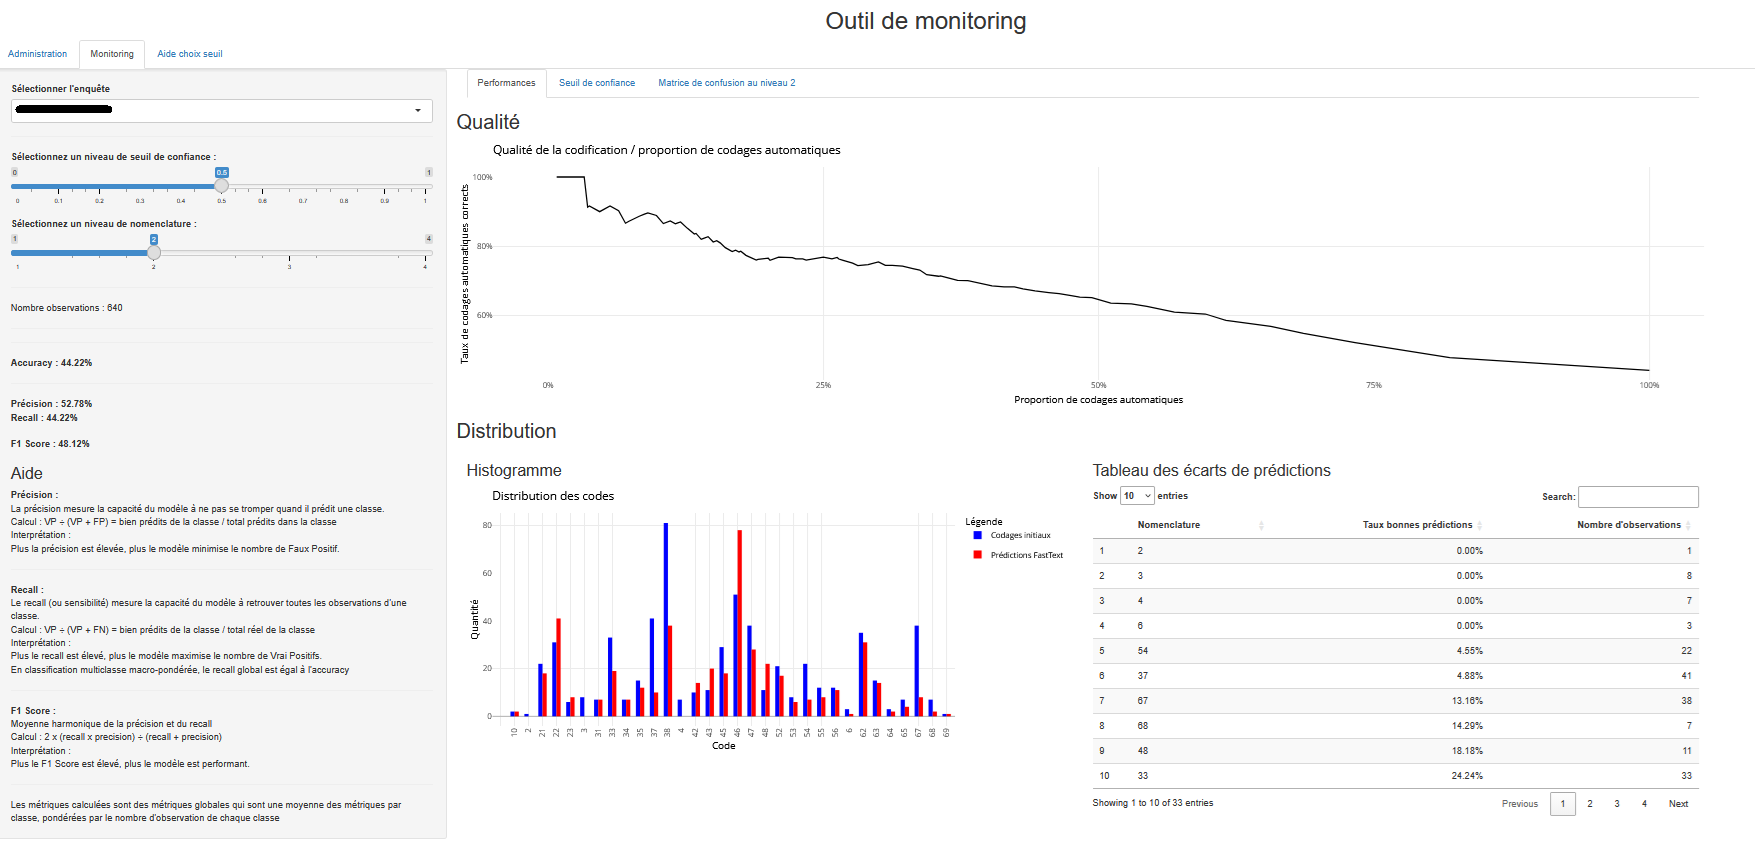 Outil de monitoring
Administration
Monitoring
Aide choix seuil
Sélectionner l'enquête
Sélectionnez un niveau de seuil de confiance :
0
0.5
1
0 0.1 0.2 0.3 0.4 0.5 0.6 0.7 0.8 0.9 1
Sélectionnez un niveau de nomenclature :
1
2
4
1 2 3 4
Nombre observations : 640
Accuracy : 44.22%
Précision : 52.78%
Recall : 44.22%
F1 Score : 48.12%
Aide
Précision :
La précision mesure la capacité du modèle à ne pas se tromper quand il prédit une classe.
Calcul : VP ÷ (VP + FP) = bien prédits de la classe / total prédits dans la classe
Interprétation :
Plus la précision est élevée, plus le modèle minimise le nombre de Faux Positif.
Recall :
Le recall (ou sensibilité) mesure la capacité du modèle à retrouver toutes les observations d'une
classe.
Calcul : VP ÷ (VP + FN) = bien prédits de la classe / total réel de la classe
Interprétation :
Plus le recall est élevé, plus le modèle maximise le nombre de Vrai Positifs.
En classification multiclasse macro-pondérée, le recall global est égal à l'accuracy
F1 Score :
Moyenne harmonique de la précision et du recall
Calcul : 2 x (recall x precision) ÷ (recall + precision)
Interprétation :
Plus le F1 Score est élevé, plus le modèle est performant.
Les métriques calculées sont des métriques globales qui sont une moyenne des métriques par
classe, pondérées par le nombre d'observation de chaque classe
Performances
Seuil de confiance
Matrice de confusion au niveau 2
Qualité
Qualité de la codification / proportion de codages automatiques
Taux de codages automatiques corrects
100%
80%
60%
0% 25% 50% 75% 100%
Proportion de codages automatiques
Distribution
Histogramme
Distribution des codes
Quantité
80
60
40
20
0
10 2 21 22 23 3 31 33 34 35 37 38 4 42 43 45 46 47 48 52 53 54 55 56 6 62 63 64 65 67 68 69
Code
Légende
Codages initiaux
Prédictions FastText
Tableau des écarts de prédictions
Show 10 entries
Search:
Nomenclature Taux bonnes prédictions Nombre d'observations
1 2 0.00% 1
2 3 0.00% 8
3 4 0.00% 7
4 6 0.00% 3
5 54 4.55% 22
6 37 4.88% 41
7 67 13.16% 38
8 68 14.29% 7
9 48 18.18% 11
10 33 24.24% 33
Showing 1 to 10 of 33 entries
Previous 1 2 3 4 Next